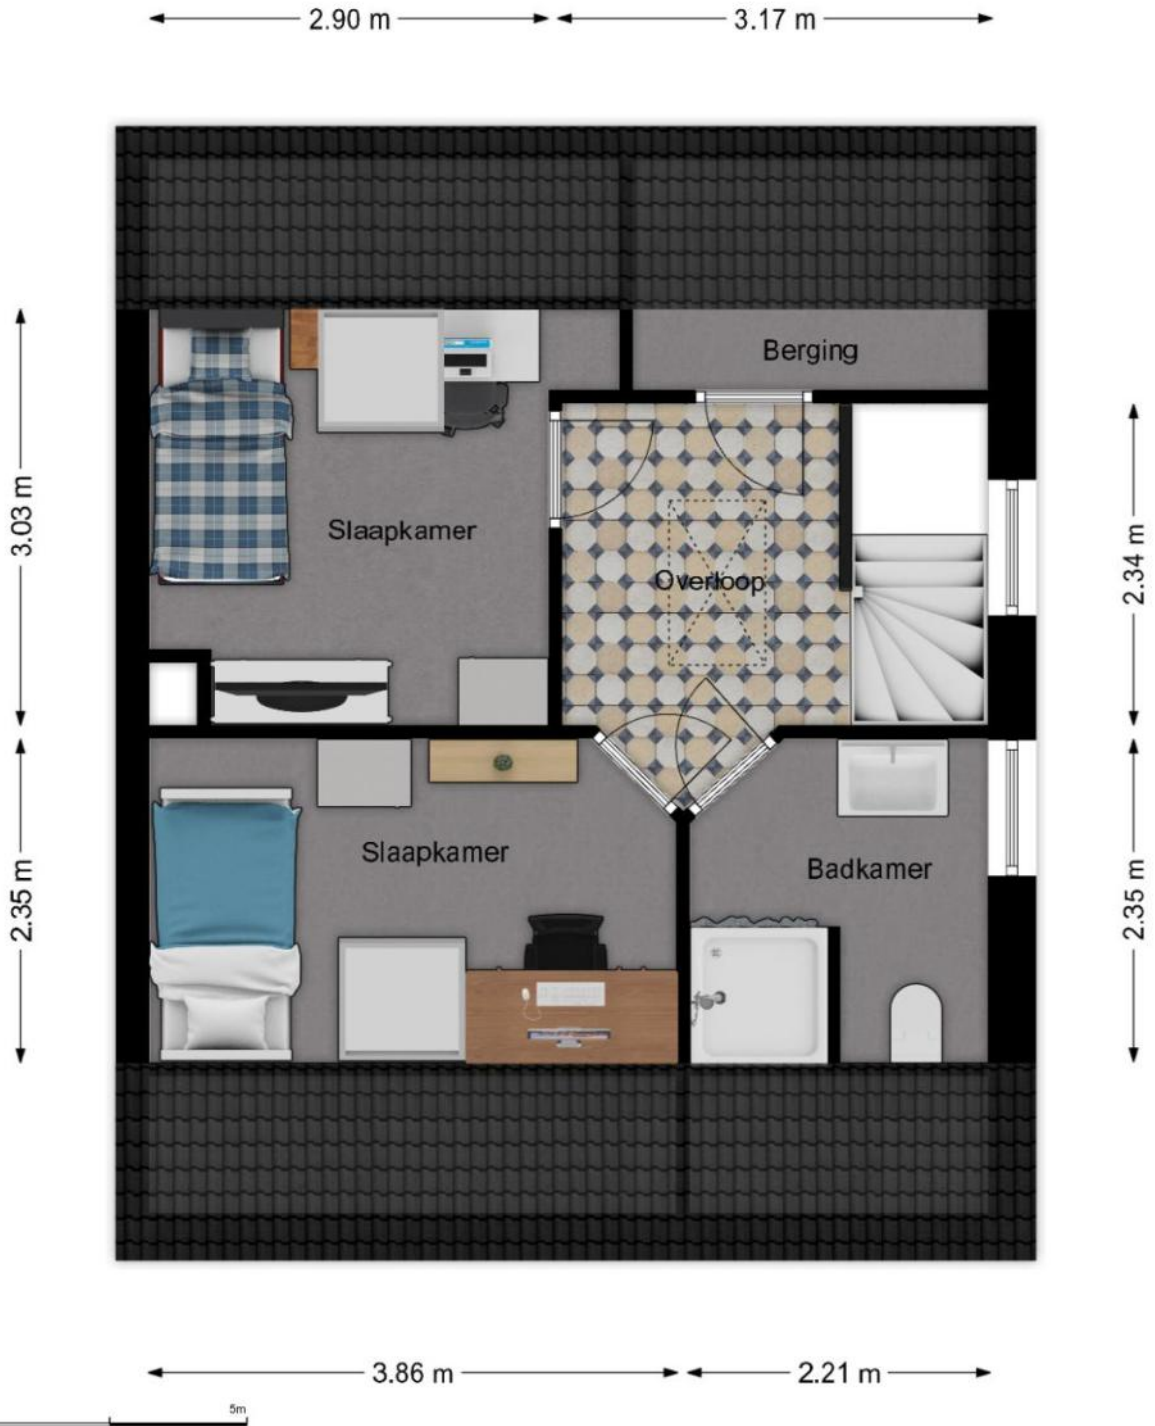 2.90 m
3.17 m
Berging
3.03 m
Slaapkamer
Overloop
2.34 m
2.35 m
Slaapkamer
Badkamer
2.35 m
3.86 m
2.21 m
5m